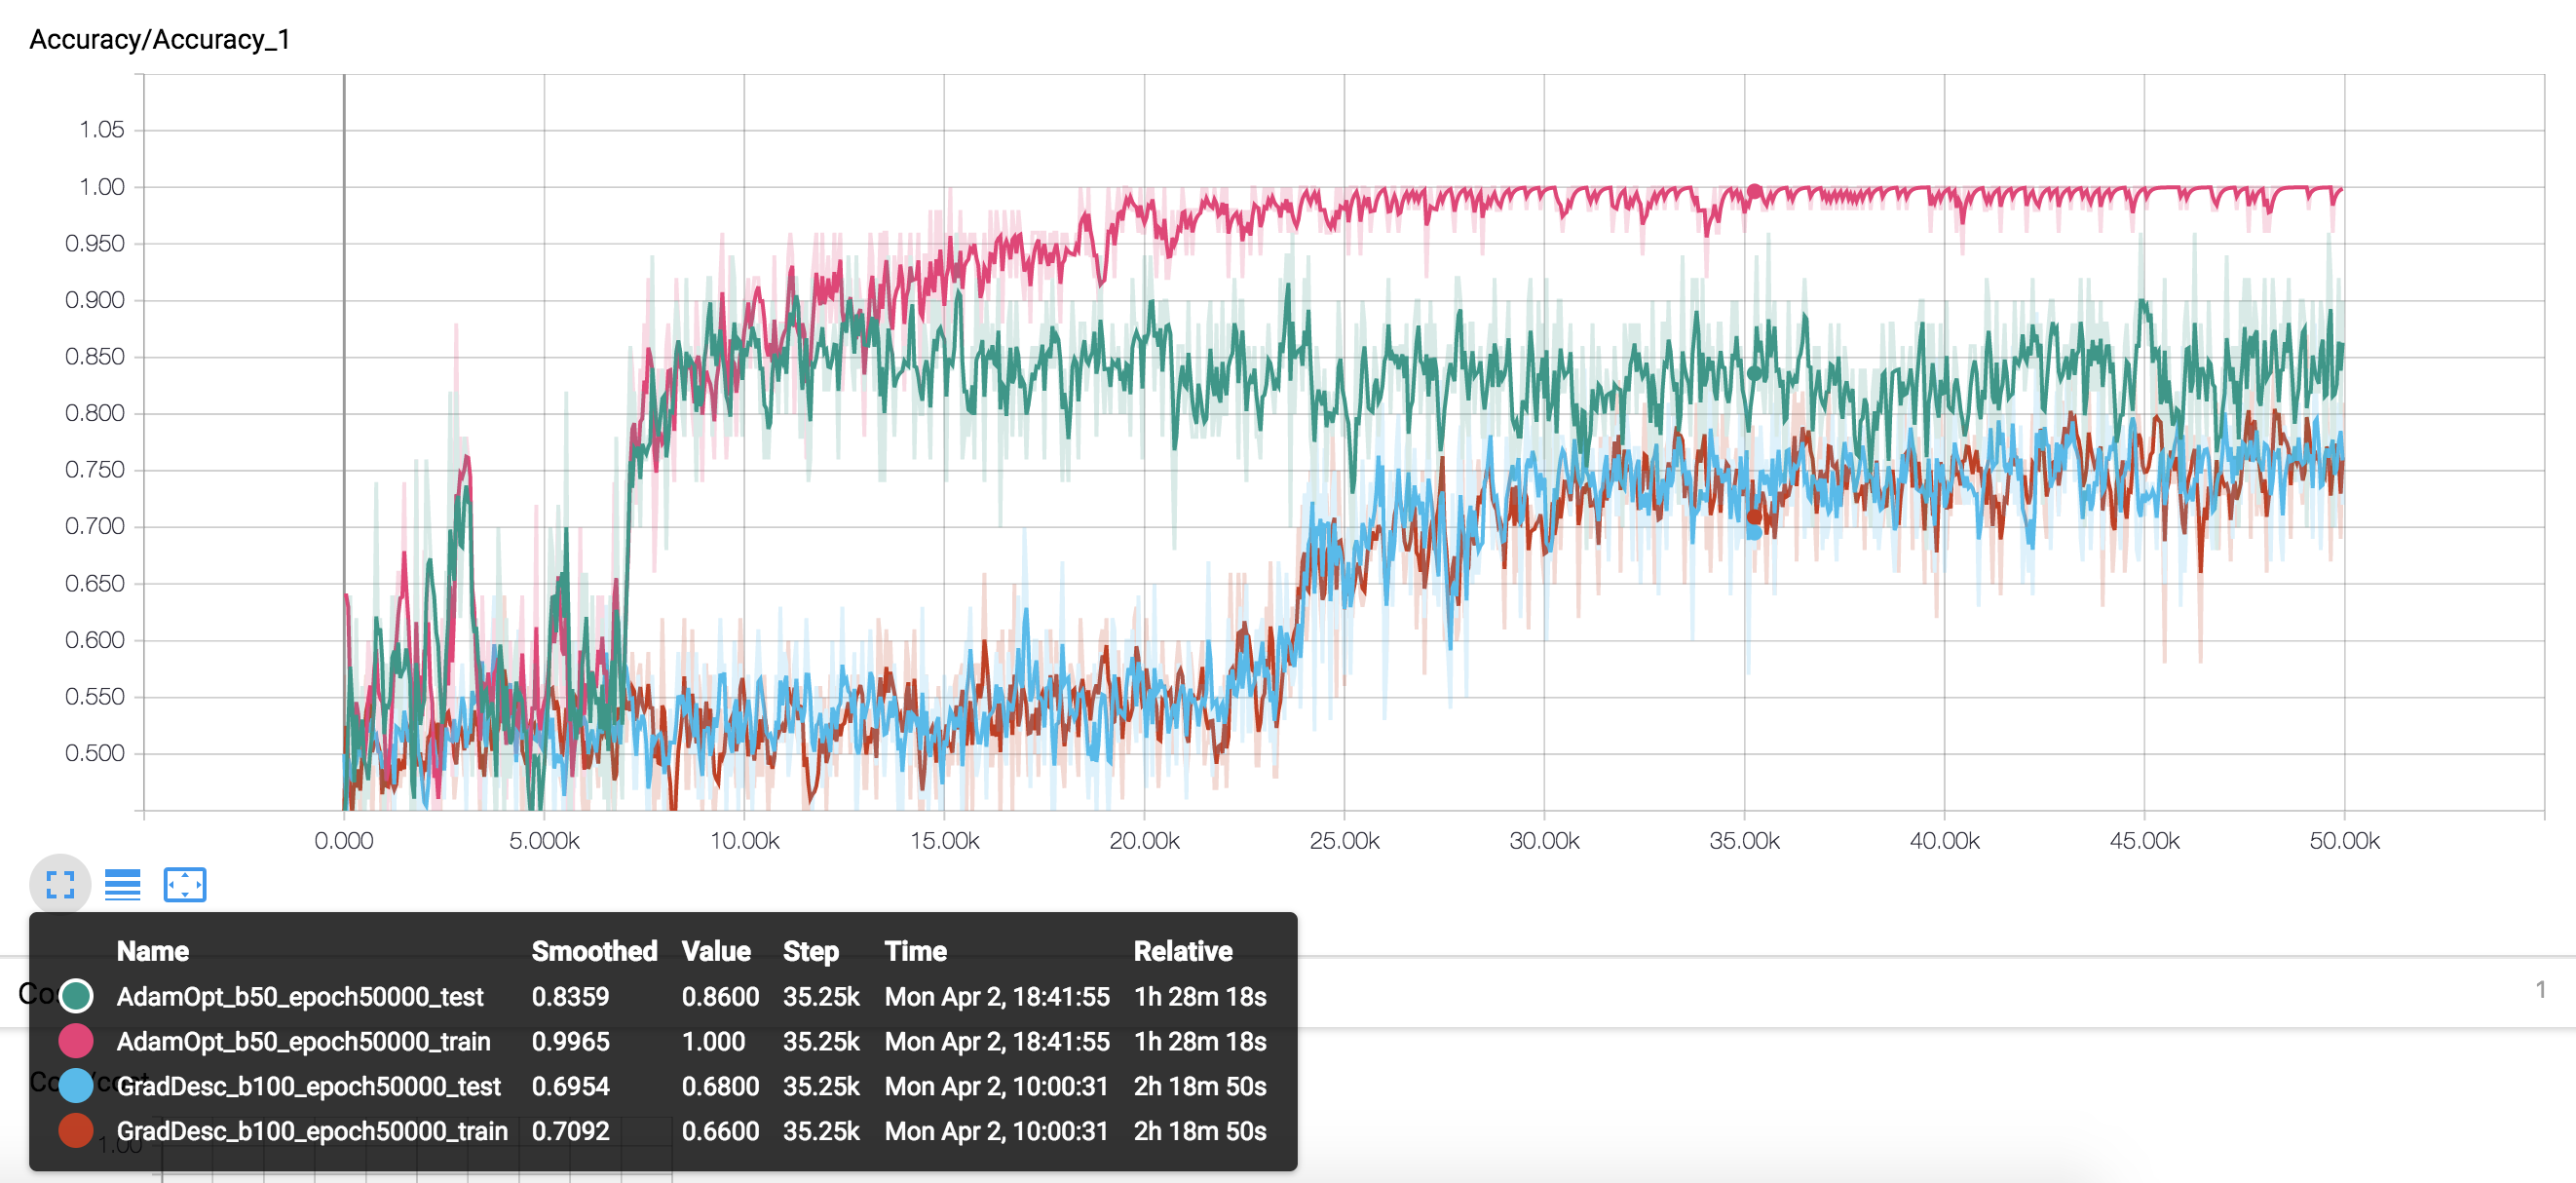 Accuracy/Accuracy_1
1.05
1.00
0.950
0.900
0.850
0.800
0.750
0.700
0.650
0.600
0.550
0.500
0.000 5.000k 10.00k 15.00k 20.00k 25.00k 30.00k 35.00k 40.00k 45.00k 50.00k
Name Smoothed Value Step Time Relative
AdamOpt_b50_epoch50000_test 0.8359 0.8600 35.25k Mon Apr 2, 18:41:55 1h 28m 18s
1
AdamOpt_b50_epoch50000_train 0.9965 1.000 35.25k Mon Apr 2, 18:41:55 1h 28m 18s
GradDesc_b100_epoch50000_test 0.6954 0.6800 35.25k Mon Apr 2, 10:00:31 2h 18m 50s
GradDesc_b100_epoch50000_train 0.7092 0.6600 35.25k Mon Apr 2, 10:00:31 2h 18m 50s
1.00